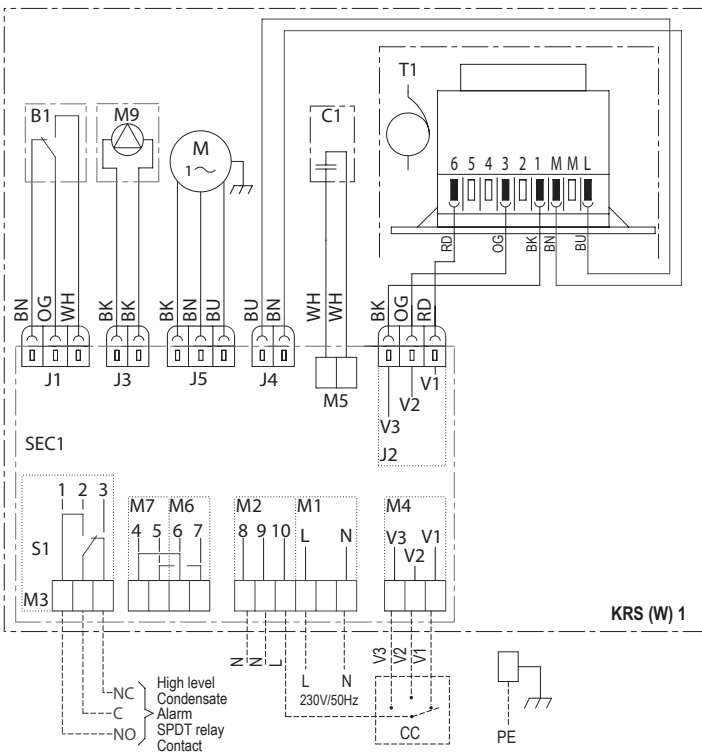 T1
B1
M9
C1
M
1~
6 5 4 3 2 1 M M L
RD
OG
BK
BN
BU
BN
OG
WH
BK
BK
BK
BN
BU
BU
BN
WH
WH
BK
OG
RD
J1
J3
J5
J4
M5
V1
V2
V3
J2
SEC1
1 2 3
S1
M3
M7 M6
4 5 6 7
M2 M1
8 9 10 L N
M4
V3 V2 V1
KRS (W) 1
N
N
L
L N
230V/50Hz
V3
V2
V1
CC
PE
NC
C
NO
High level
Condensate
Alarm
SPDT relay
Contact